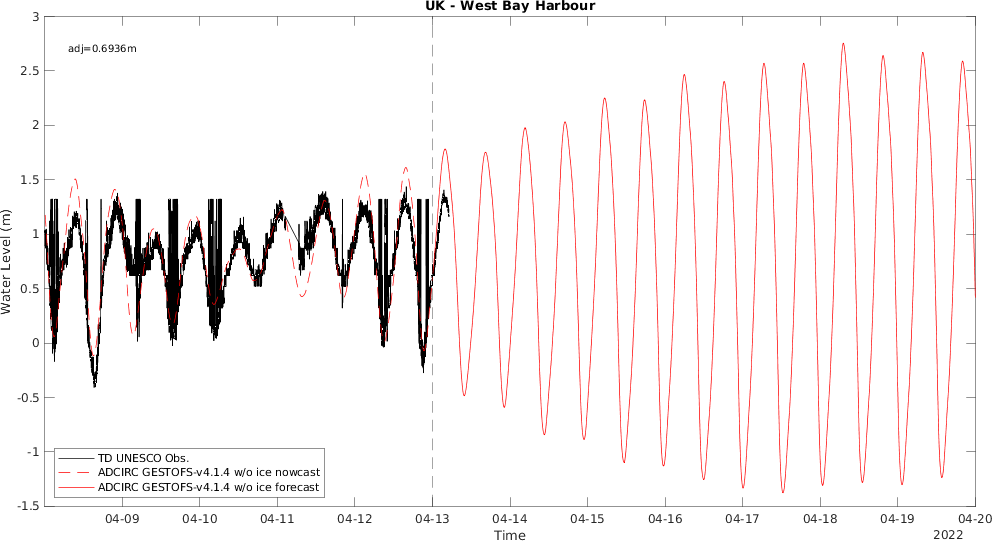 UK - West Bay Harbour
adj=0.6936m
3
2.5
2
1.5
1
0.5
0
-0.5
-1
-1.5
Water Level (m)
TD UNESCO Obs.
ADCIRC GESTOFS-v4.1.4 w/o ice nowcast
ADCIRC GESTOFS-v4.1.4 w/o ice forecast
04-09 04-10 04-11 04-12 04-13 04-14 04-15 04-16 04-17 04-18 04-19 04-20
Time
2022